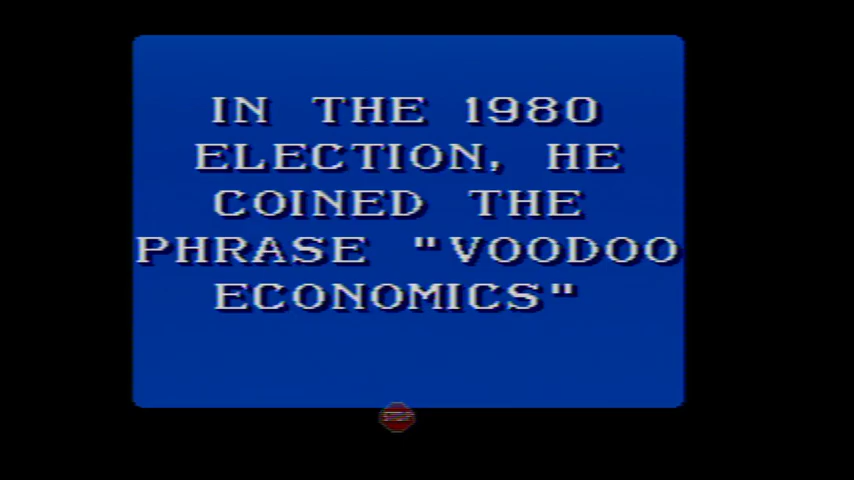 IN THE 1980
ELECTION, HE
COINED THE
PHRASE "VOODOO
ECONOMICS"